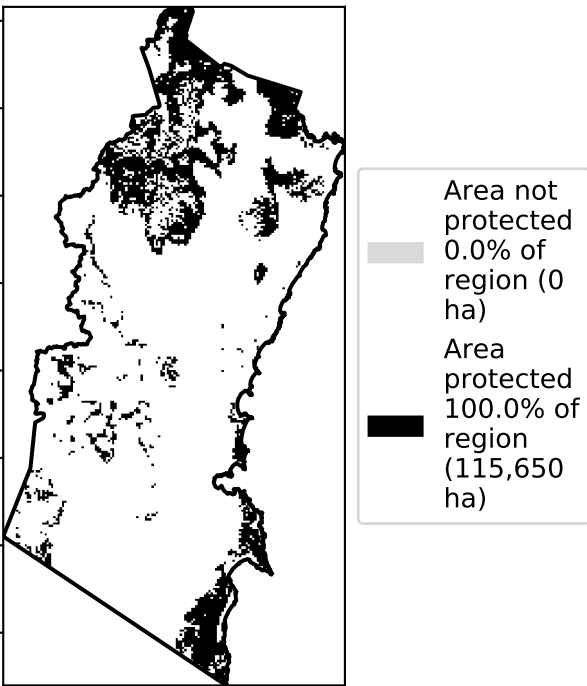 Area not
protected
0.0% of
region (0
ha)
Area
protected
100.0% of
region
(115,650
ha)